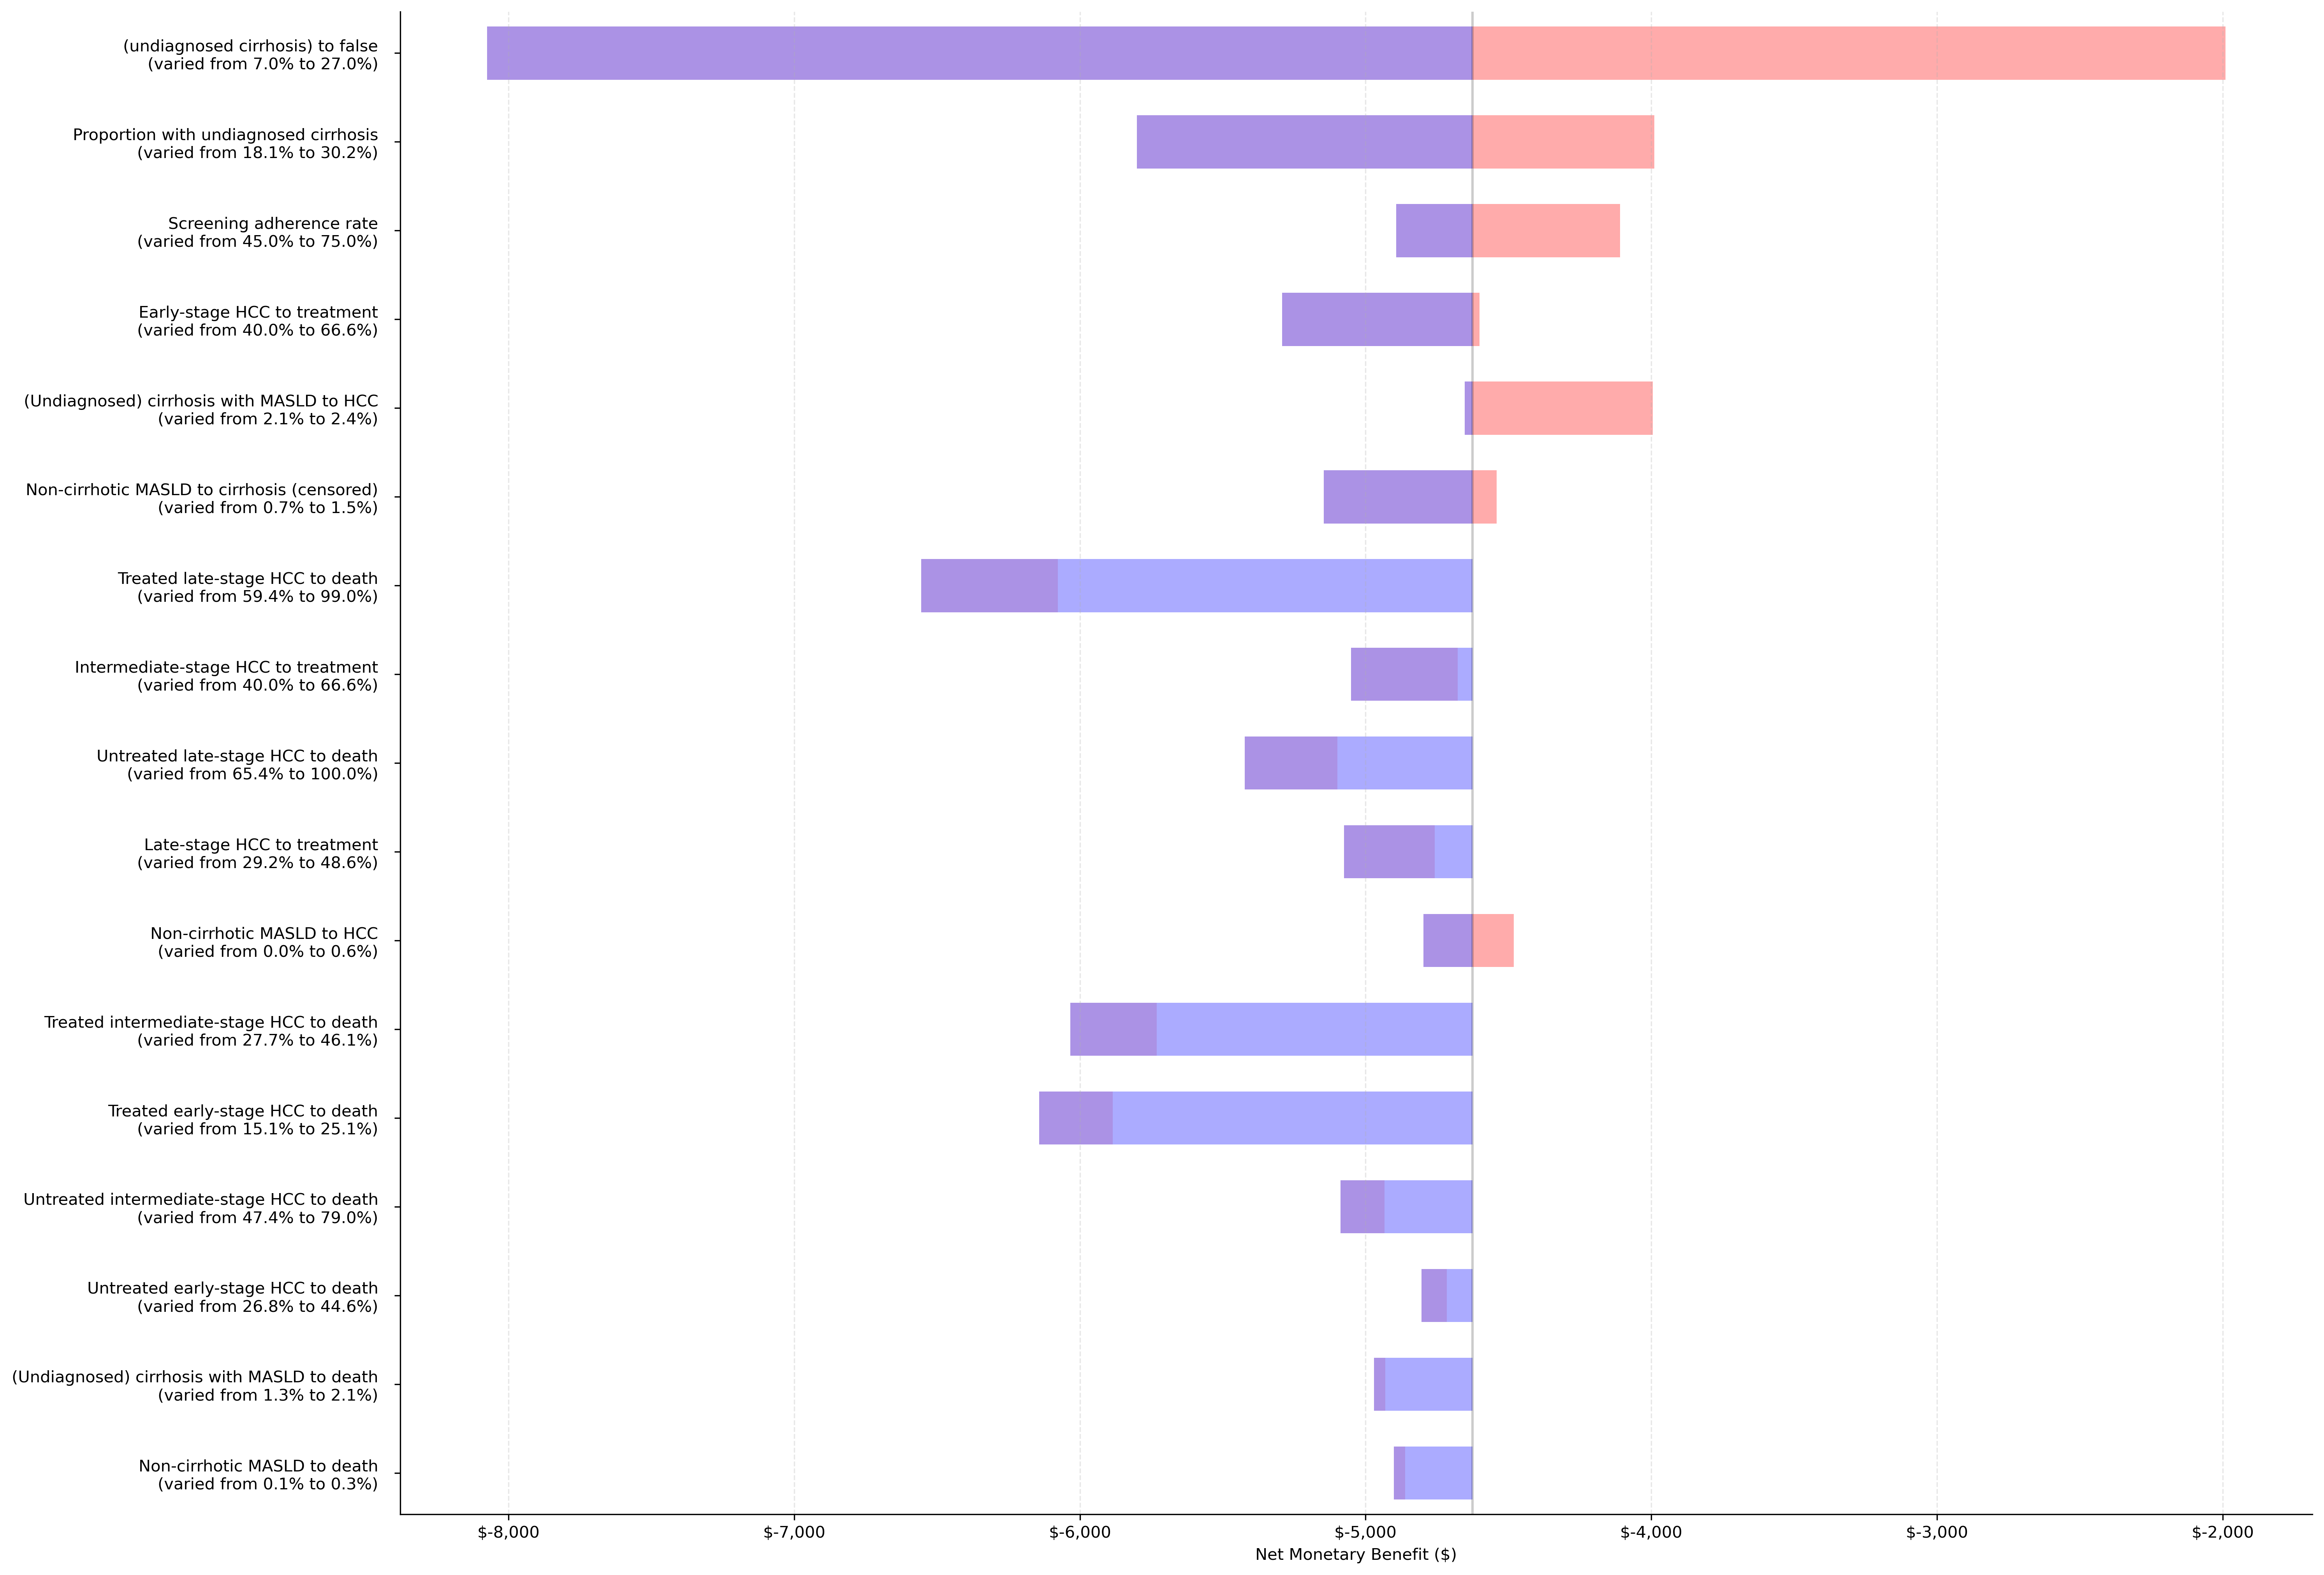 (undiagnosed cirrhosis) to false
(varied from 7.0% to 27.0%)
Proportion with undiagnosed cirrhosis
(varied from 18.1% to 30.2%)
Screening adherence rate
(varied from 45.0% to 75.0%)
Early-stage HCC to treatment
(varied from 40.0% to 66.6%)
(Undiagnosed) cirrhosis with MASLD to HCC
(varied from 2.1% to 2.4%)
Non-cirrhotic MASLD to cirrhosis (censored)
(varied from 0.7% to 1.5%)
Treated late-stage HCC to death
(varied from 59.4% to 99.0%)
Intermediate-stage HCC to treatment
(varied from 40.0% to 66.6%)
Untreated late-stage HCC to death
(varied from 65.4% to 100.0%)
Late-stage HCC to treatment
(varied from 29.2% to 48.6%)
Non-cirrhotic MASLD to HCC
(varied from 0.0% to 0.6%)
Treated intermediate-stage HCC to death
(varied from 27.7% to 46.1%)
Treated early-stage HCC to death
(varied from 15.1% to 25.1%)
Untreated intermediate-stage HCC to death
(varied from 47.4% to 79.0%)
Untreated early-stage HCC to death
(varied from 26.8% to 44.6%)
(Undiagnosed) cirrhosis with MASLD to death
(varied from 1.3% to 2.1%)
Non-cirrhotic MASLD to death
(varied from 0.1% to 0.3%)
$-8,000 $-7,000 $-6,000 $-5,000 $-4,000 $-3,000 $-2,000
Net Monetary Benefit ($)